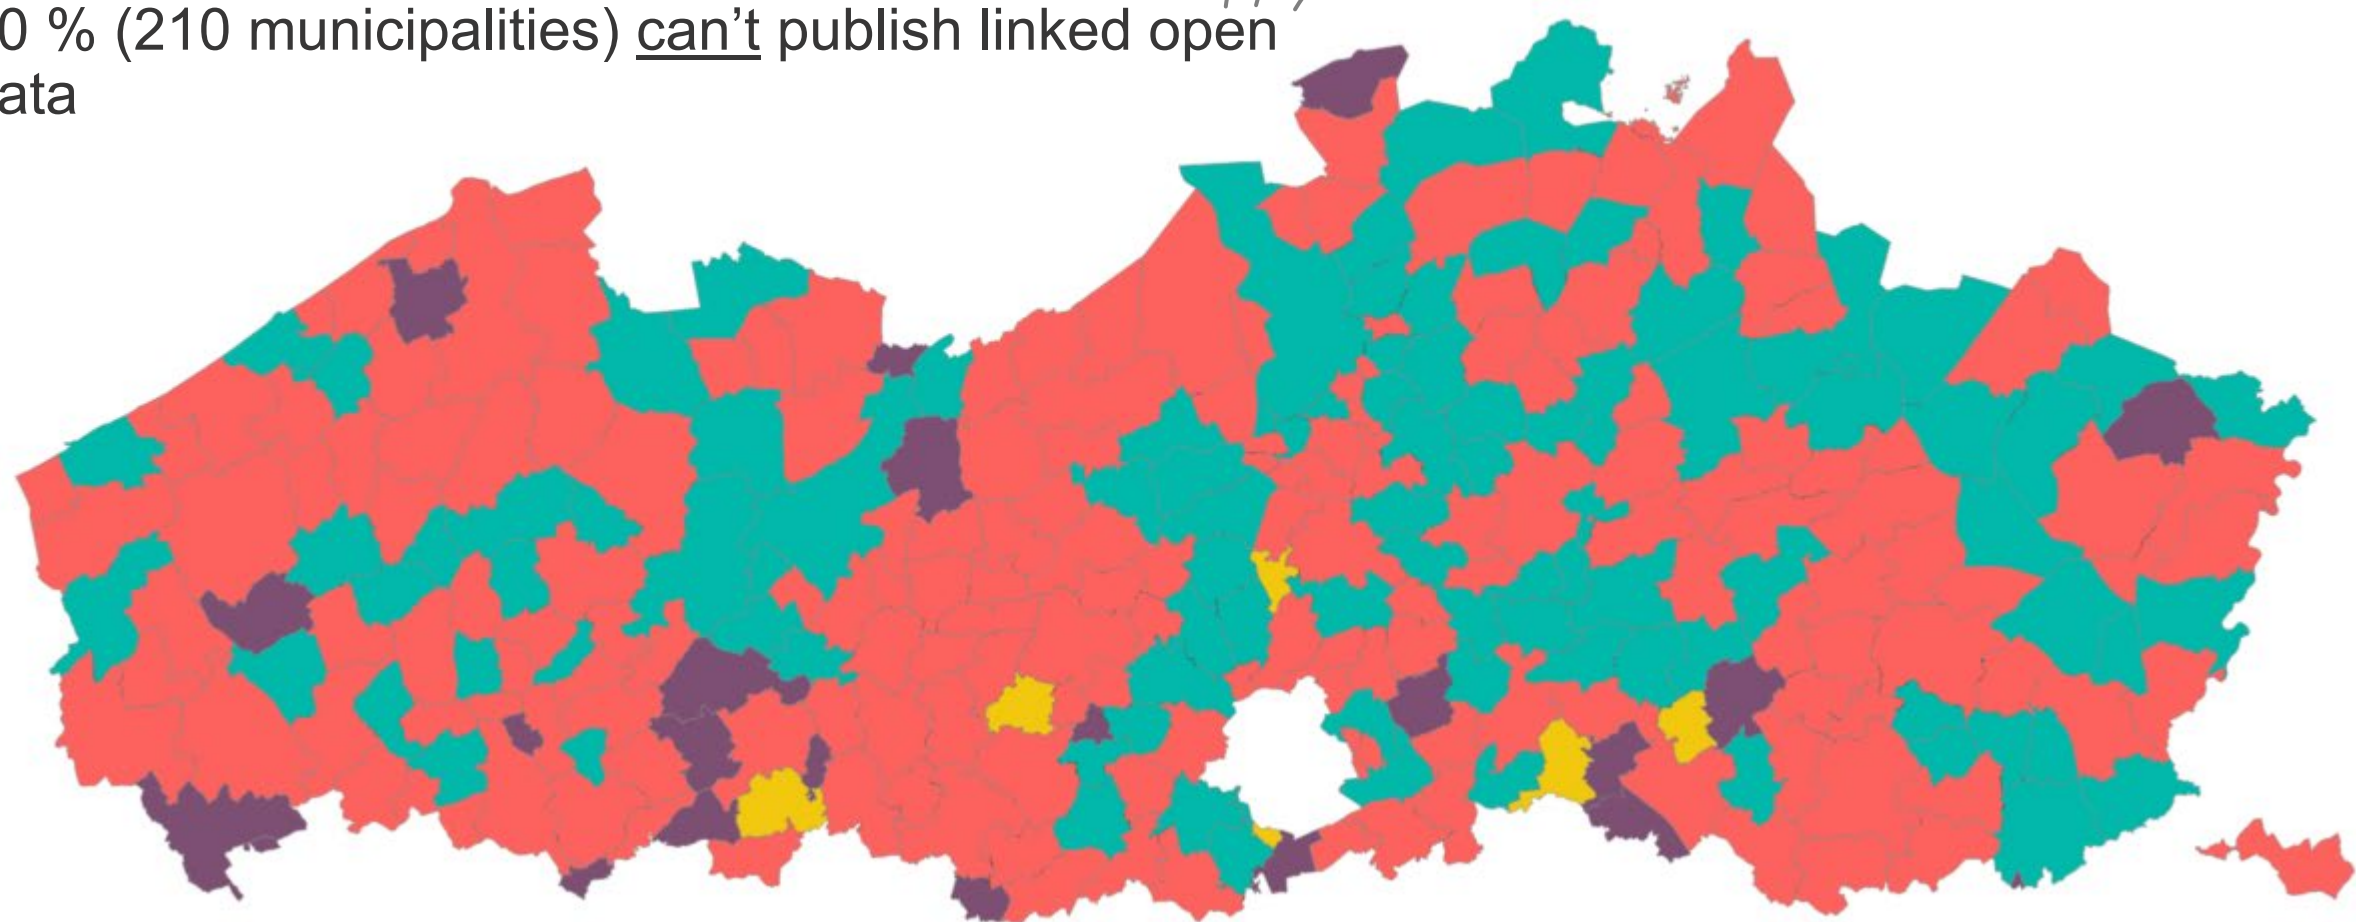 0 % (210 municipalities) can’t publish linked open
ata